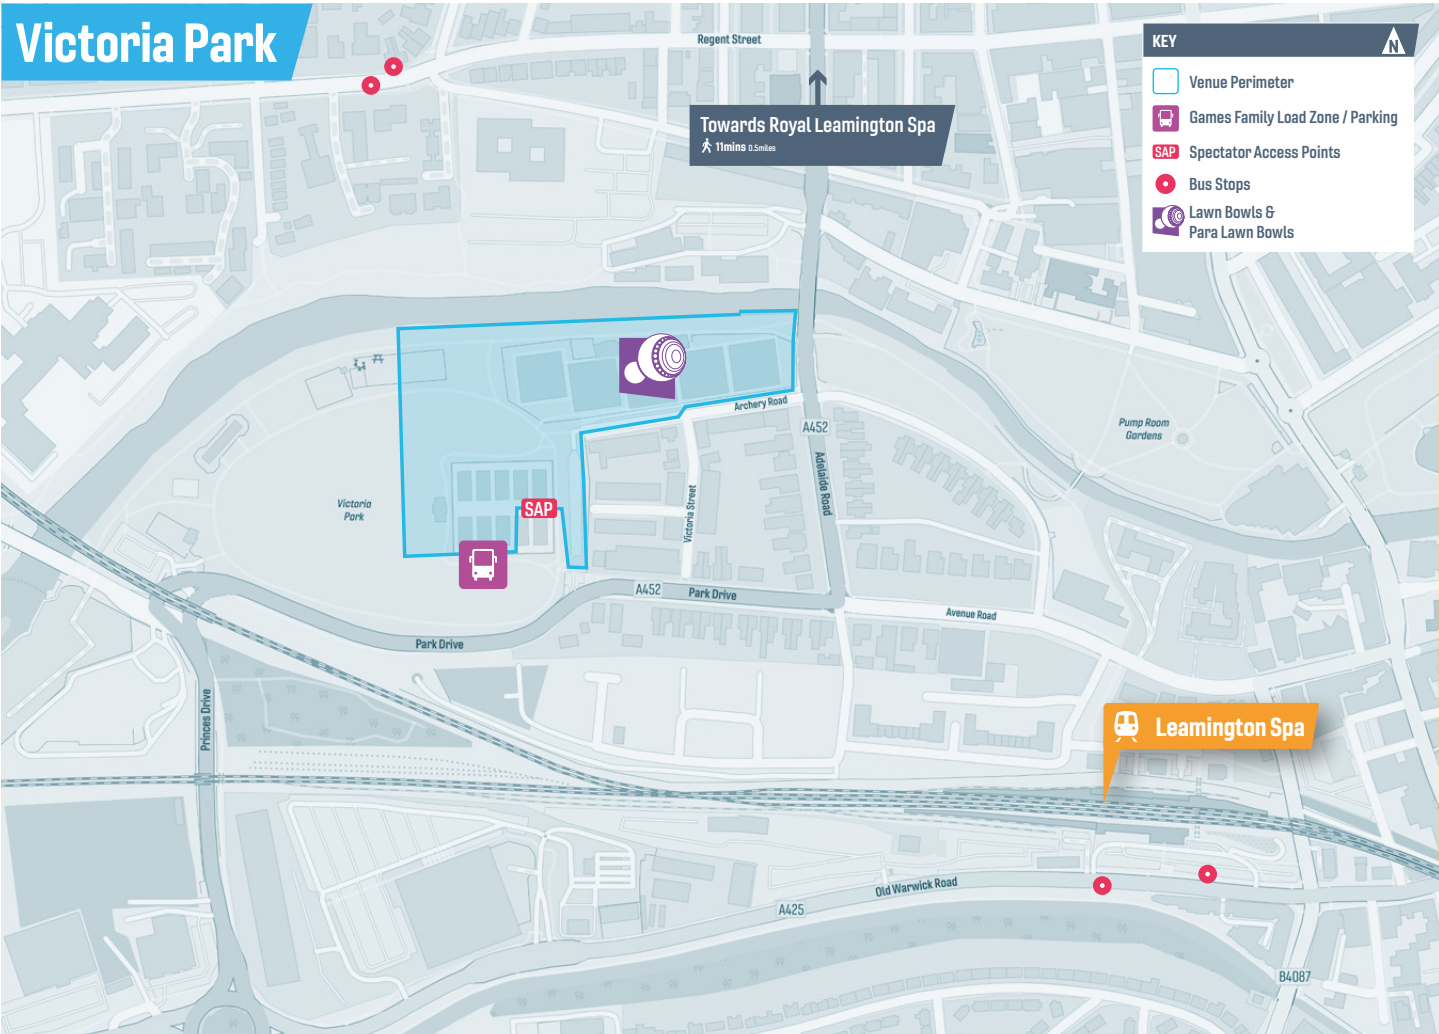 Victoria Park
Regent Street
KEY
N
Venue Perimeter
Games Family Load Zone / Parking
SAP
Spectator Access Points
Bus Stops
Lawn Bowls &
Para Lawn Bowls
Towards Royal Leamington Spa
11mins 0.5miles
Archery Road
A452
Pump Room
Gardens
Adelaide Road
Victoria Street
Victoria
Park
SAP
A452
Park Drive
Avenue Road
Park Drive
Princes Drive
Leamington Spa
Old Warwick Road
A425
B4087